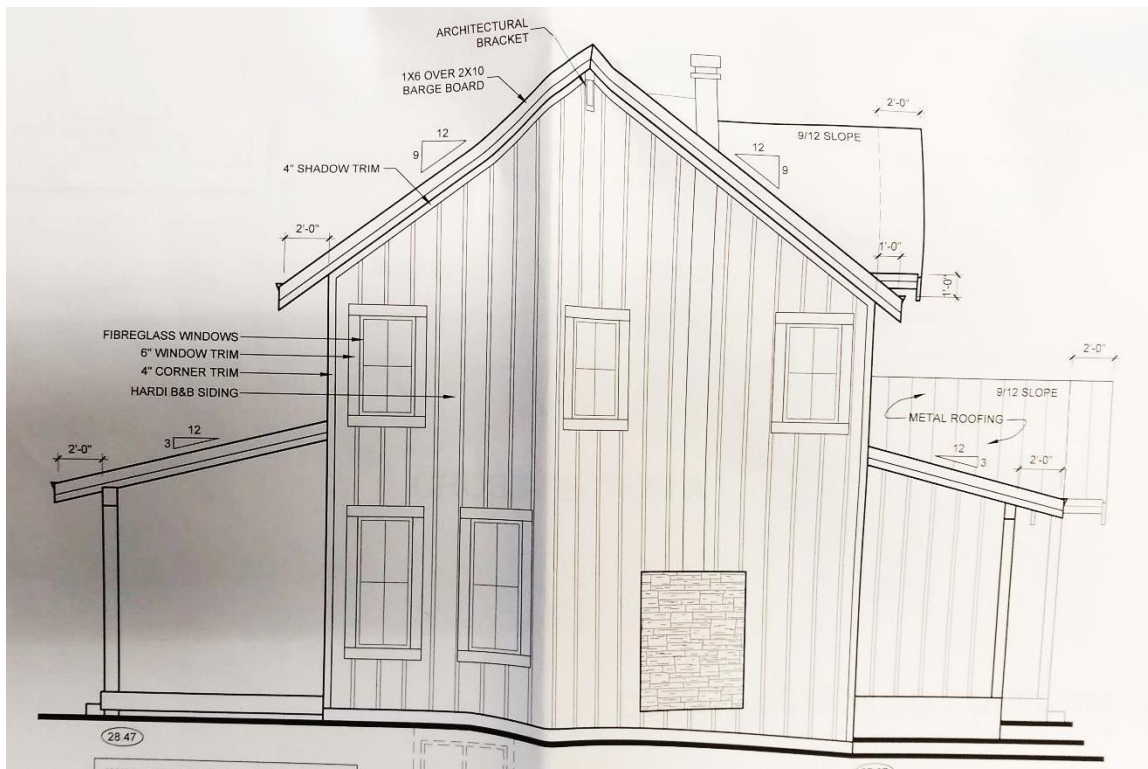 ARCHITECTURAL
BRACKET
1X6 OVER 2X10
BARGE BOARD
2'-0"
9/12 SLOPE
12
9
12
9
4" SHADOW TRIM
2'-0"
1'-0"
1'-0"
FIBREGLASS WINDOWS
6" WINDOW TRIM
4" CORNER TRIM
HARDI B&B SIDING
2'-0"
9/12 SLOPE
METAL ROOFING
12
3
2'-0"
12
3
2'-0"
28.47